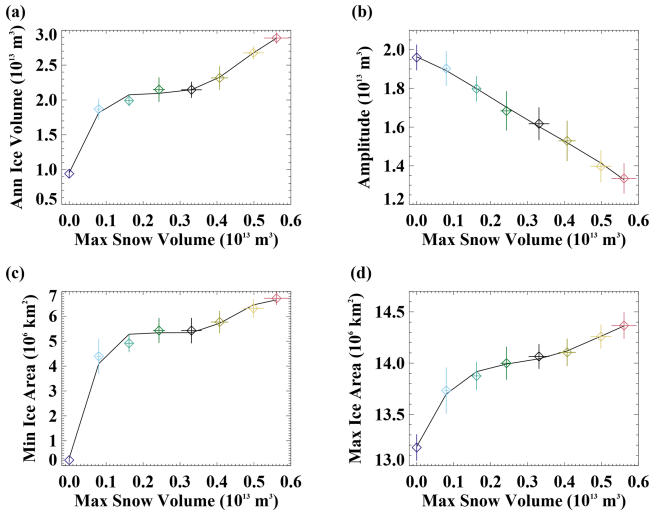 (a)
Ann Ice Volume (10¹³ m³)
3.0
2.5
2.0
1.5
1.0
0.5
0.0 0.1 0.2 0.3 0.4 0.5 0.6
Max Snow Volume (10¹³ m³)
(b)
Amplitude (10¹³ m³)
2.0
1.8
1.6
1.4
1.2
0.0 0.1 0.2 0.3 0.4 0.5 0.6
Max Snow Volume (10¹³ m³)
(c)
Min Ice Area (10⁶ km²)
7
6
5
4
3
2
1
0
0.0 0.1 0.2 0.3 0.4 0.5 0.6
Max Snow Volume (10¹³ m³)
(d)
Max Ice Area (10⁶ km²)
14.5
14.0
13.5
13.0
0.0 0.1 0.2 0.3 0.4 0.5 0.6
Max Snow Volume (10¹³ m³)